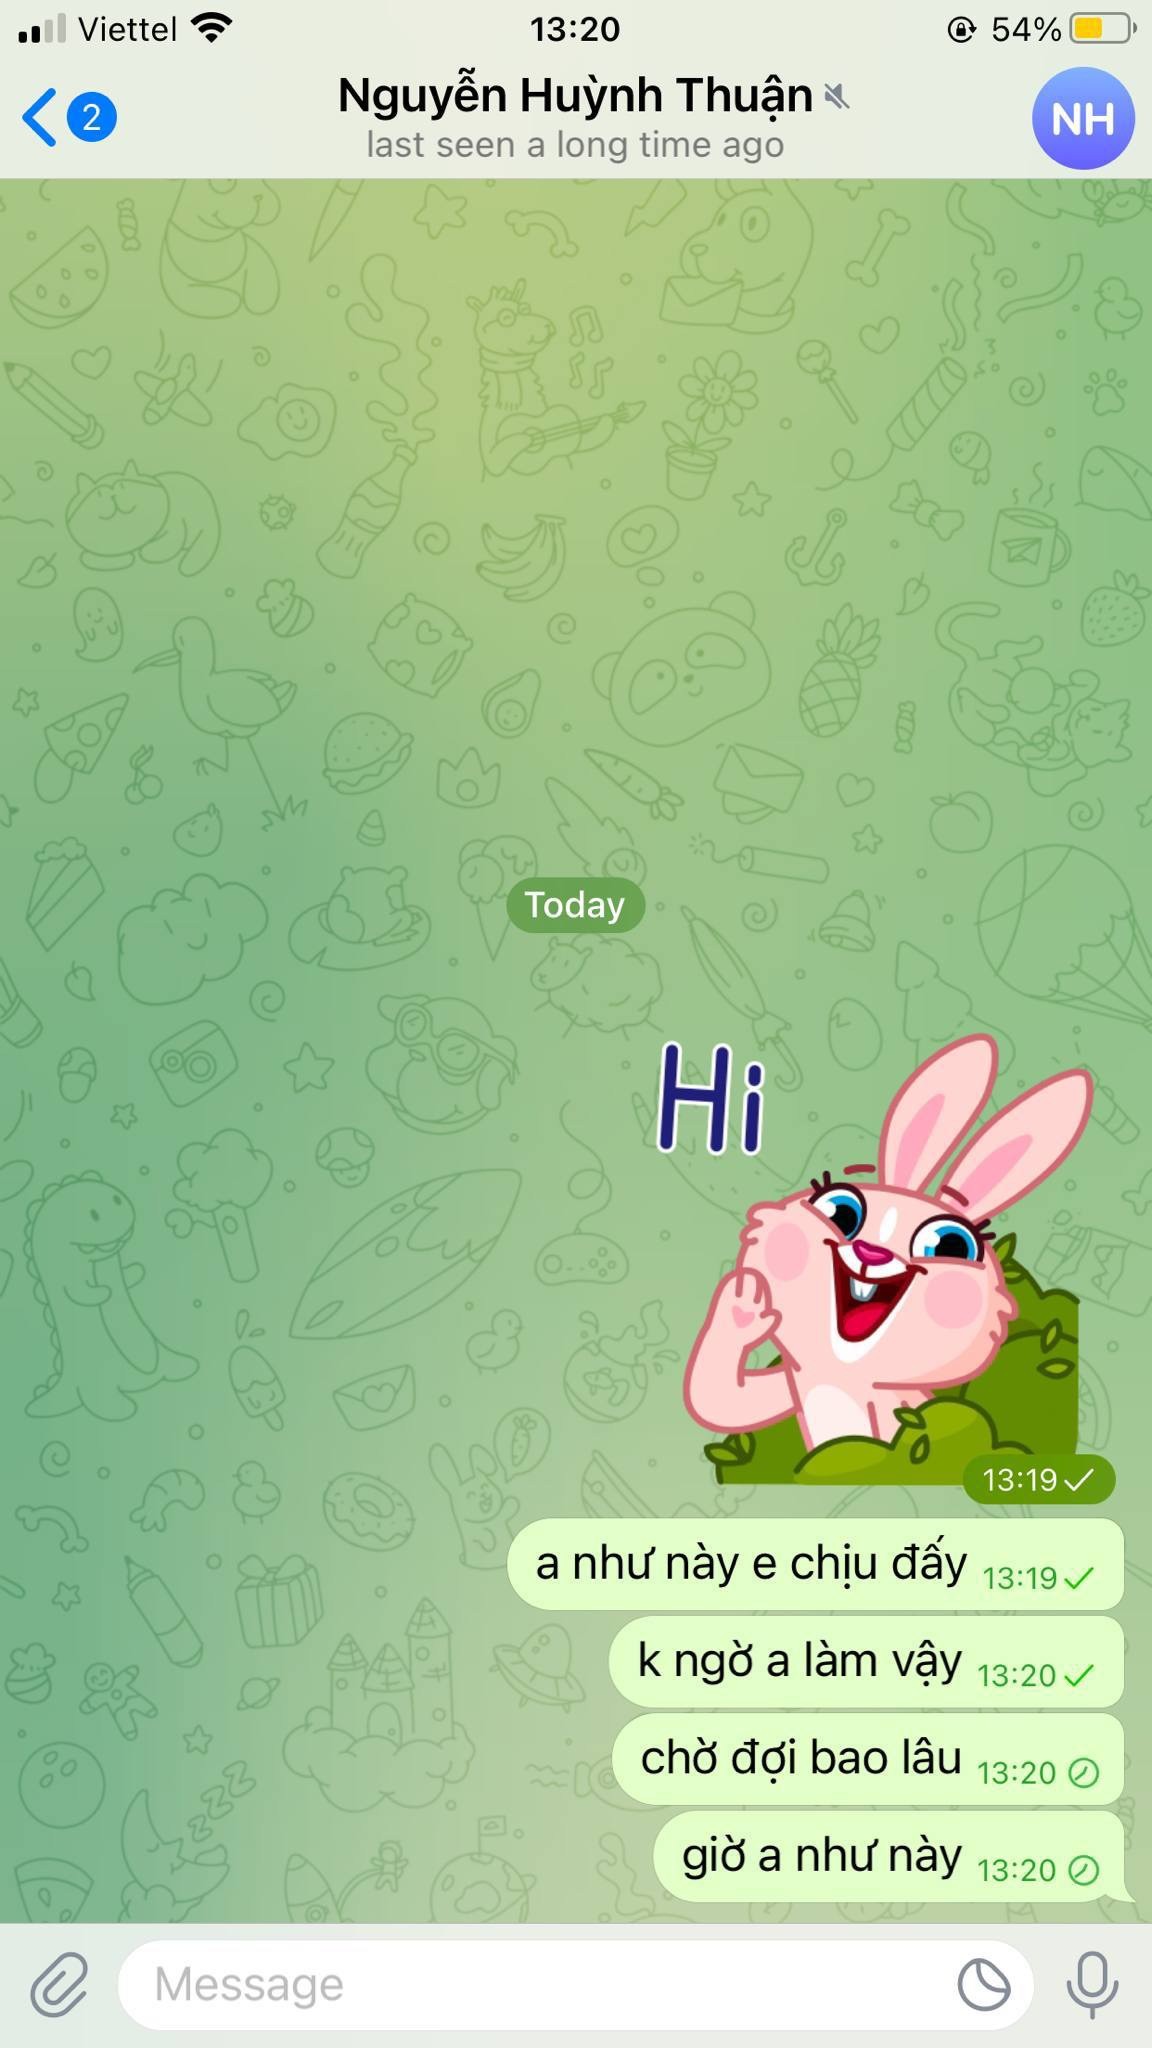 Viettel 13:20 54%
2 Nguyễn Huỳnh Thuận NH
last seen a long time ago
Today
Hi
13:19
a như này e chịu đấy 13:19
k ngờ a làm vậy 13:20
chờ đợi bao lâu 13:20
giờ a như này 13:20
Message